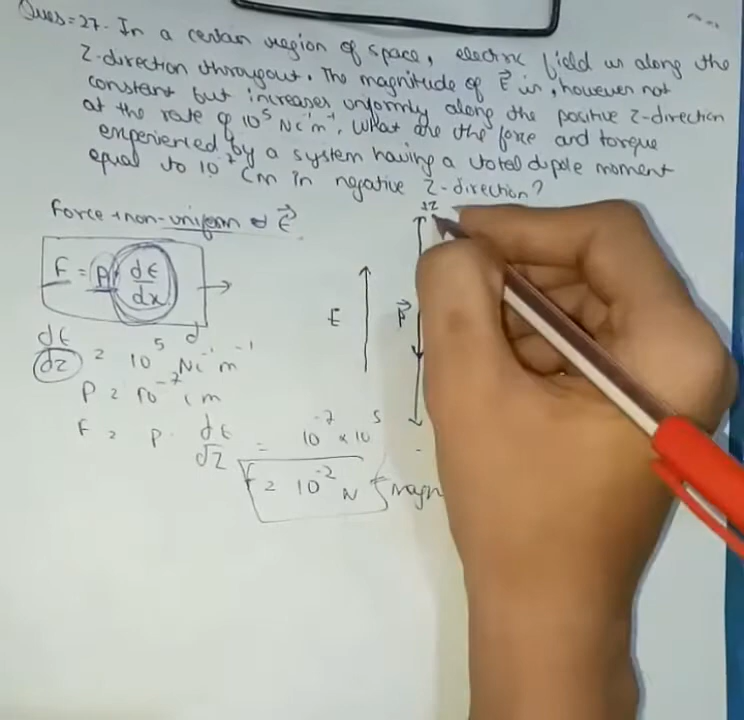 Ques=27. In a certain region of space, electric field is along the
Z-direction througout. The magnitude of E⃗ is, however not
constant but increases uniformly along the positive Z-direction
at the rate of 10⁵ NC⁻¹m⁻¹. What are the force and torque
experienced by a system having a total dipole moment
equal to 10⁻⁷ Cm in negative Z-direction?
Force → non-uniform E⃗.
F = P dE/dx
dE/dz = 10⁵ NC⁻¹ m⁻¹
P = 10⁻⁷ Cm
F = P. dE/dz = 10⁻⁷ × 10⁵
F = 10⁻² N
E
P⃗